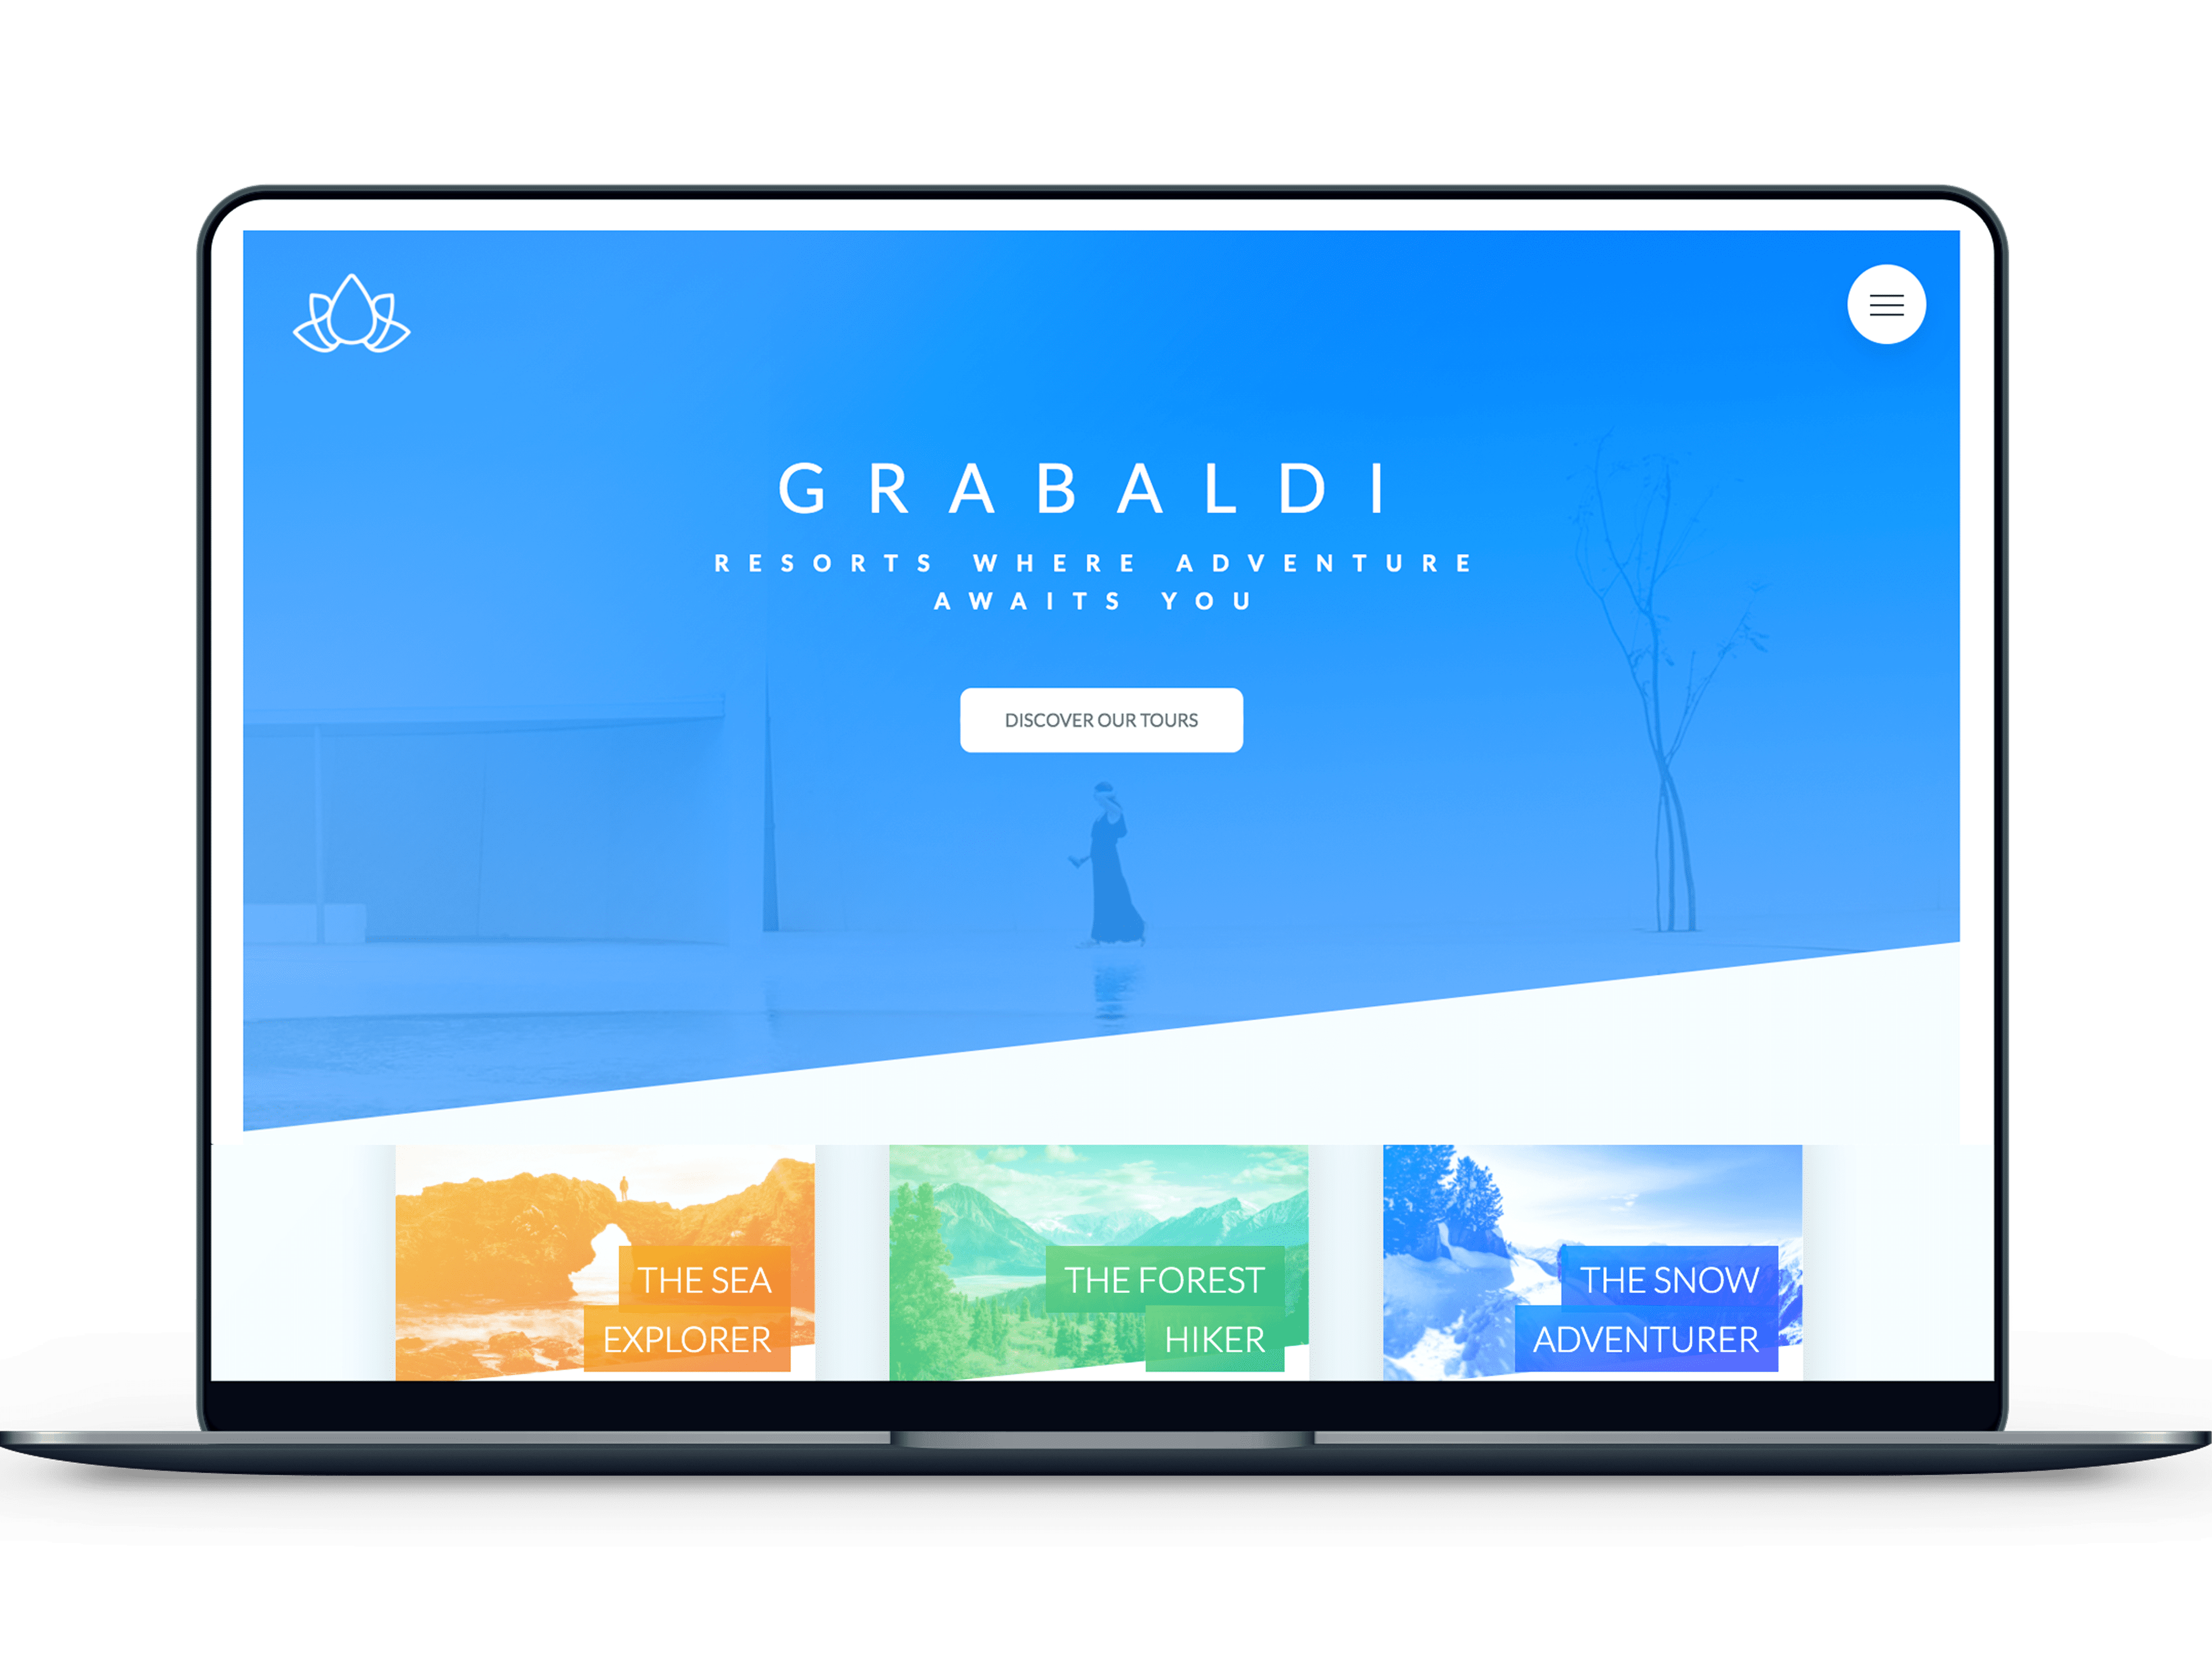 GRABALDI
RESORTS WHERE ADVENTURE
AWAITS YOU
DISCOVER OUR TOURS
THE SEA
EXPLORER
THE FOREST
HIKER
THE SNOW
ADVENTURER